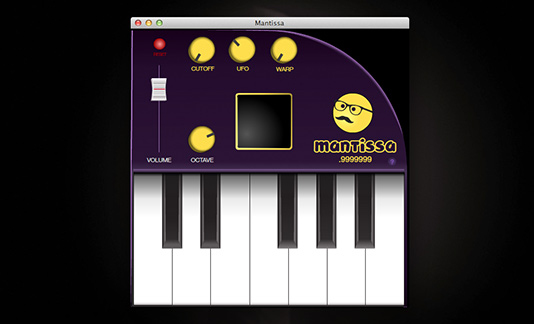 Mantissa
CUTOFF
UFO
WARP
mantissa
.9999999
VOLUME
OCTAVE
?